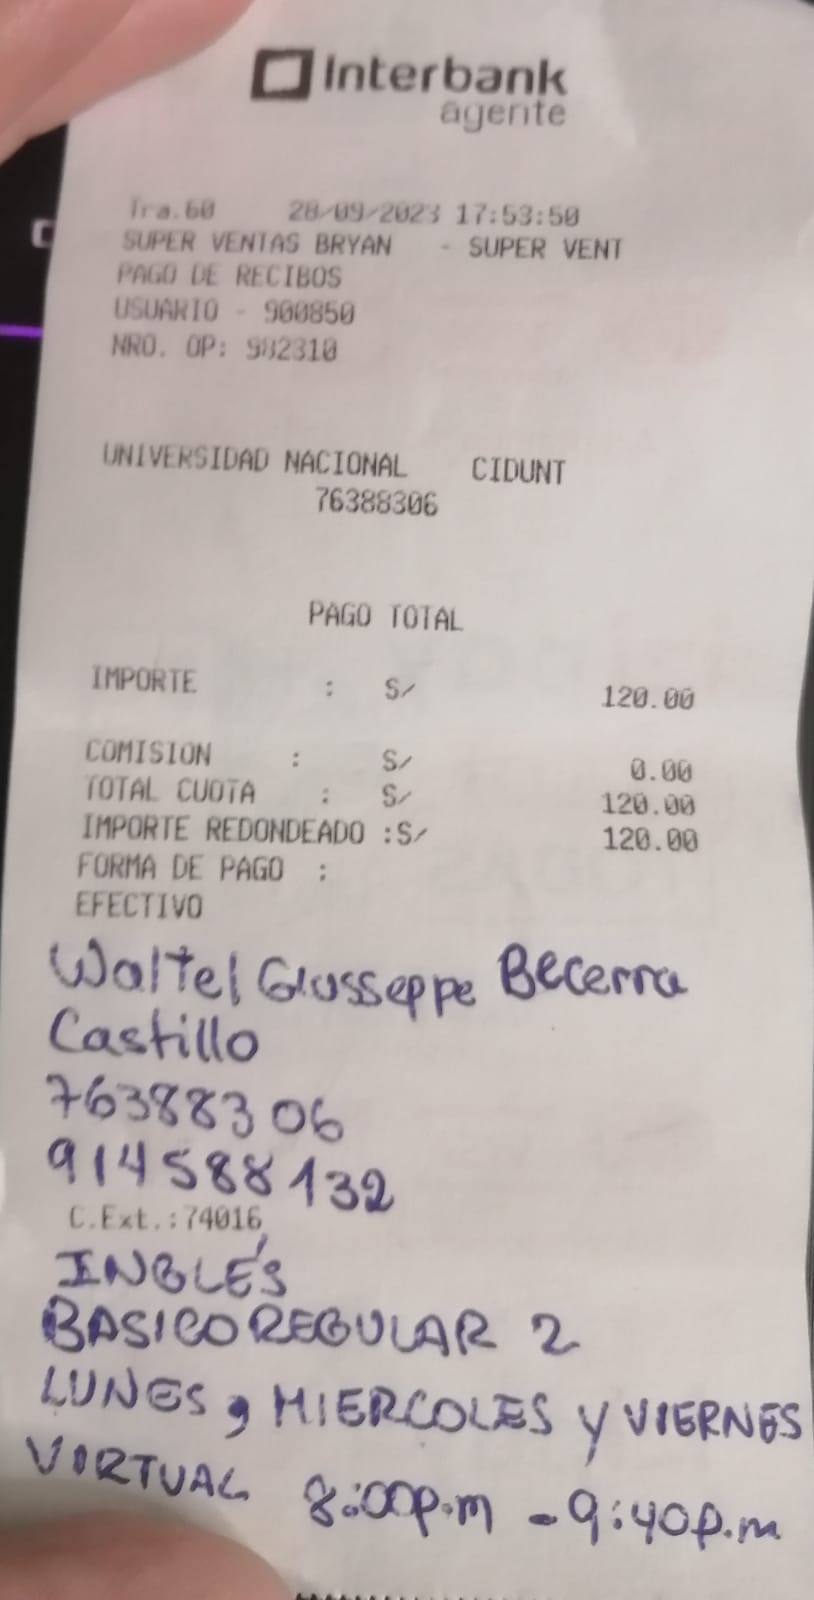 Interbank
agente
Tra.60 28/09/2023 17:53:50
SUPER VENTAS BRYAN - SUPER VENT
PAGO DE RECIBOS
USUARIO - 900850
NRO. OP: 982310
UNIVERSIDAD NACIONAL CIDUNT
76388306
PAGO TOTAL
IMPORTE : S/ 120.00
COMISION : S/ 0.00
TOTAL CUOTA : S/ 120.00
IMPORTE REDONDEADO :S/ 120.00
FORMA DE PAGO :
EFECTIVO
Walter Giusseppe Becerra
Castillo
76388306
914588132
C.Ext.:74016
INGLÉS
BASICO REGULAR 2
LUNES, MIERCOLES y VIERNES
VIRTUAL 8:00p.m - 9:40p.m